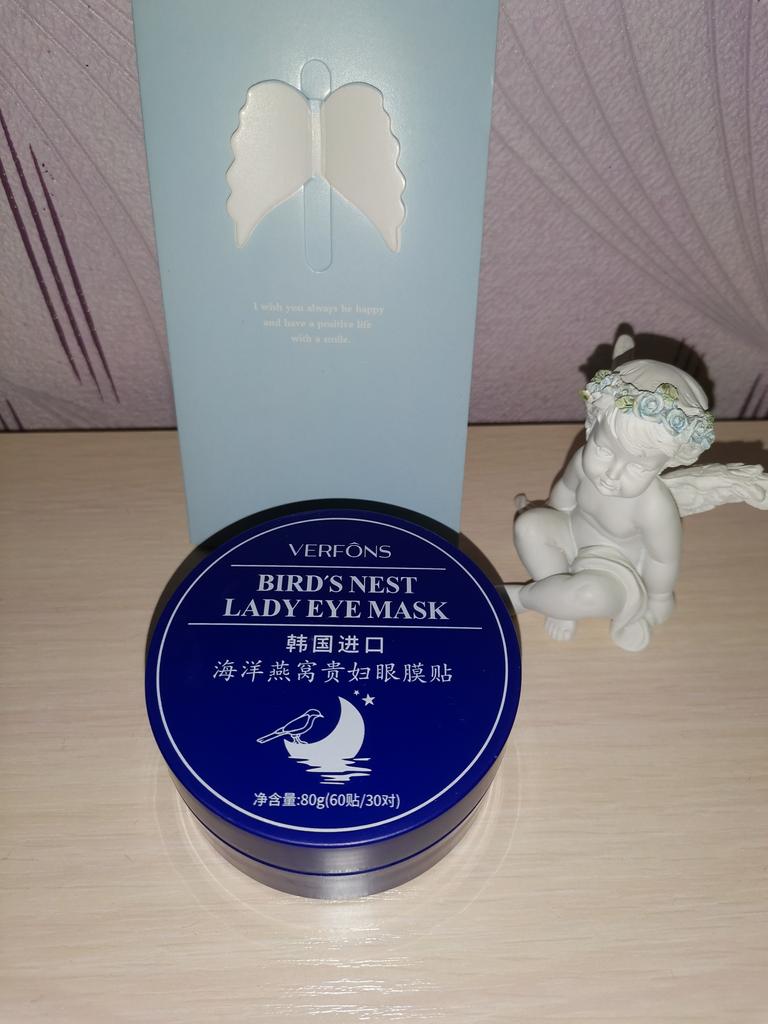 I wish you always be happy
and have a positive life
with a smile.
VERFÔNS
BIRD'S NEST
LADY EYE MASK
韩国进口
海洋燕窝贵妇眼膜贴
净含量:80g(60贴/30对)